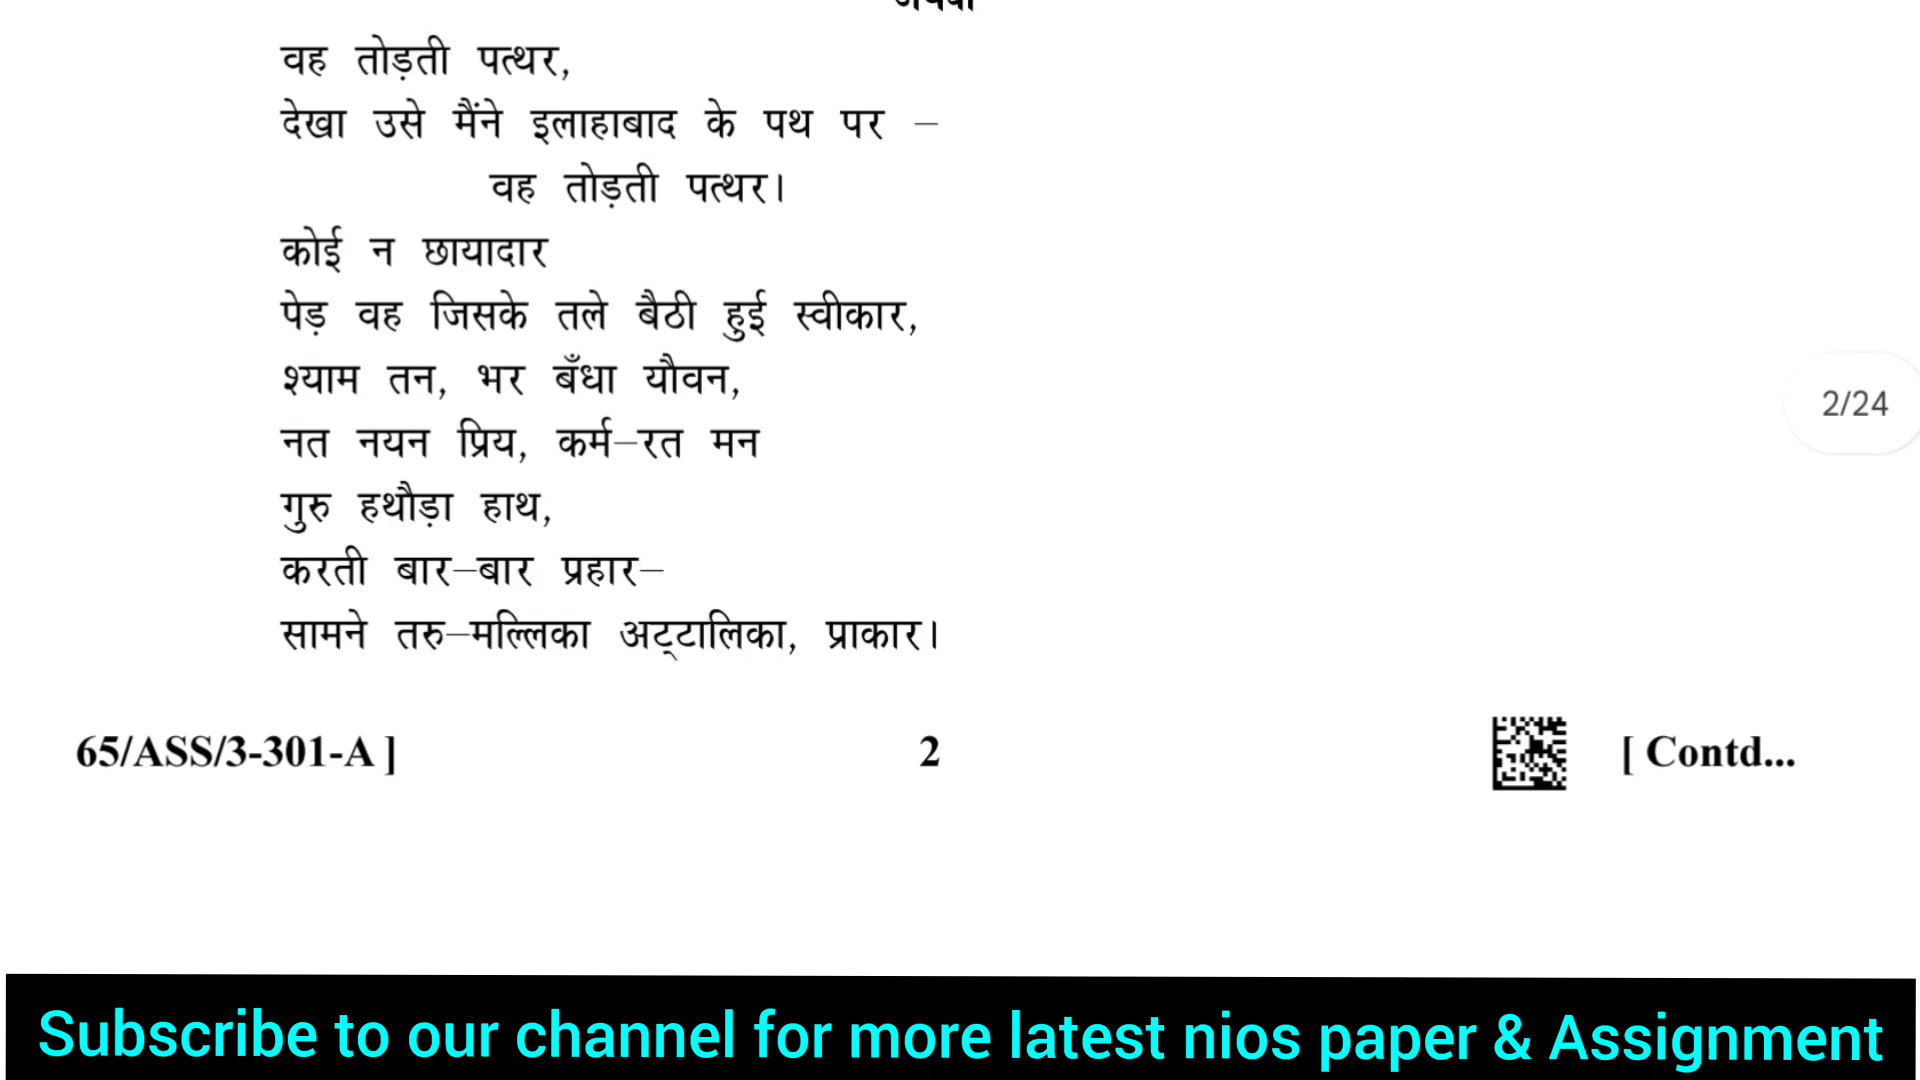 वह तोड़ती पत्थर,
देखा उसे मैंने इलाहाबाद के पथ पर –
वह तोड़ती पत्थर।
कोई न छायादार
पेड़ वह जिसके तले बैठी हुई स्वीकार,
श्याम तन, भर बँधा यौवन,
नत नयन प्रिय, कर्म–रत मन
गुरु हथौड़ा हाथ,
करती बार–बार प्रहार–
सामने तरु–मल्लिका अट्टालिका, प्राकार।
2/24
65/ASS/3-301-A ] 2 [ Contd...
Subscribe to our channel for more latest nios paper & Assignment